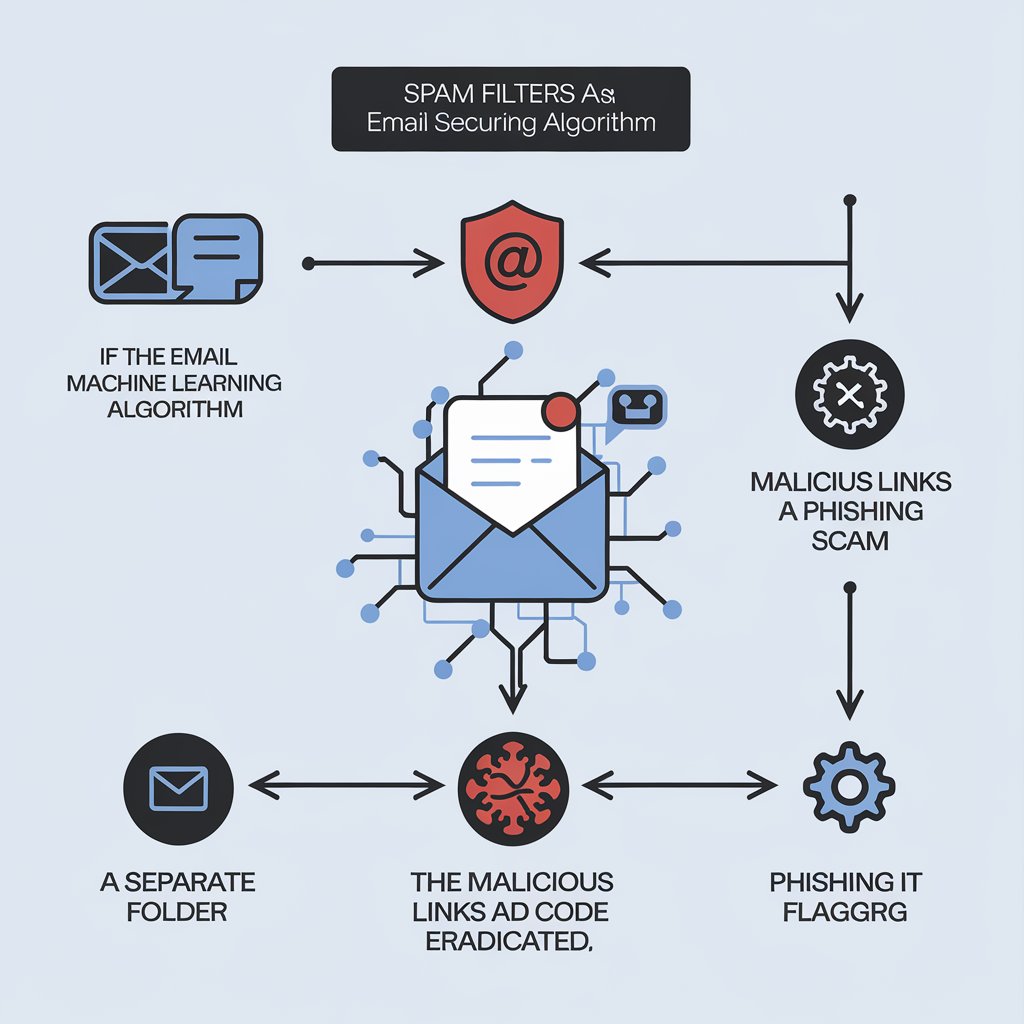 SPAM FILTERS As:
Email Securing Algorithm
@
IF THE EMAIL
MACHINE LEARNING
ALGORITHM
MALICIUS LINKS
A PHISHING
SCAM
A SEPARATE
FOLDER
THE MALICIOUS
LINKS AD CODE
ERADICATED,
PHISHING IT
FLAGGRG